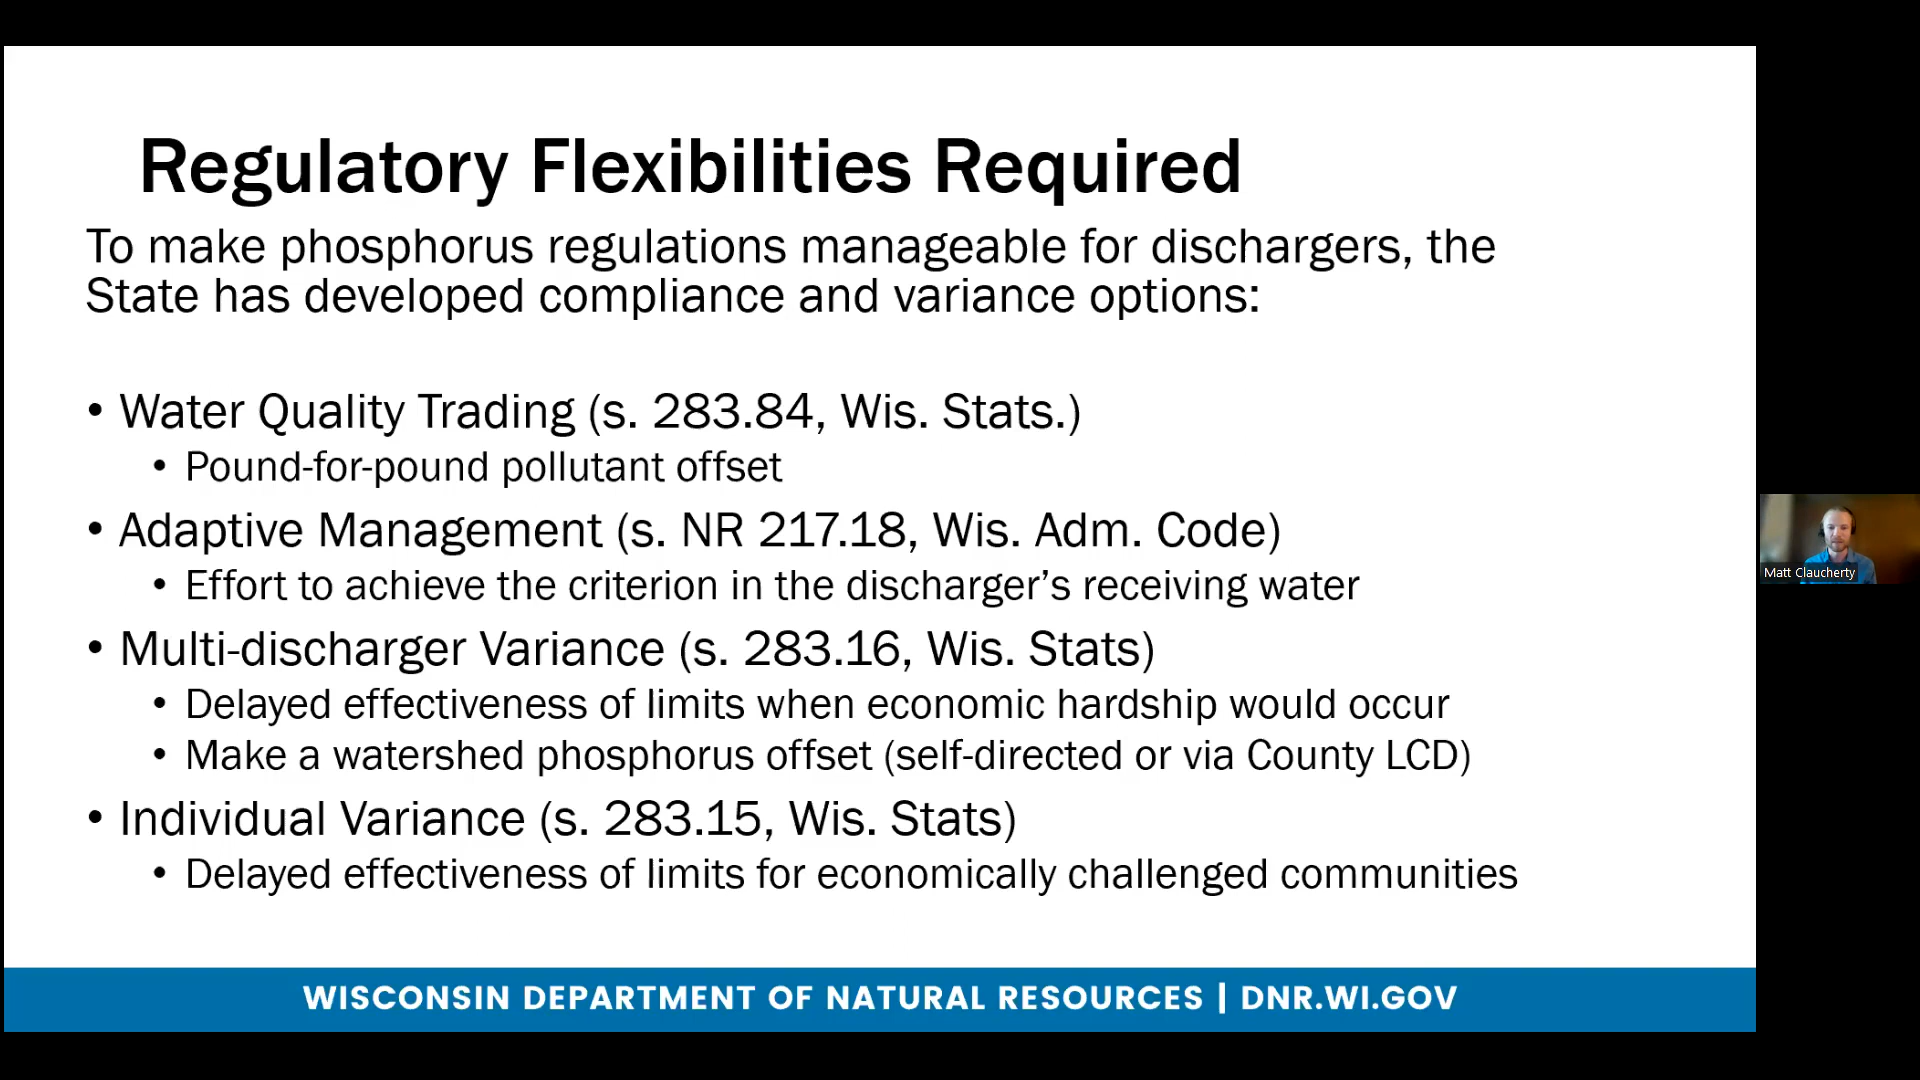 Regulatory Flexibilities Required
To make phosphorus regulations manageable for dischargers, the
State has developed compliance and variance options:
• Water Quality Trading (s. 283.84, Wis. Stats.)
• Pound-for-pound pollutant offset
• Adaptive Management (s. NR 217.18, Wis. Adm. Code)
• Effort to achieve the criterion in the discharger’s receiving water
• Multi-discharger Variance (s. 283.16, Wis. Stats)
• Delayed effectiveness of limits when economic hardship would occur
• Make a watershed phosphorus offset (self-directed or via County LCD)
• Individual Variance (s. 283.15, Wis. Stats)
• Delayed effectiveness of limits for economically challenged communities
WISCONSIN DEPARTMENT OF NATURAL RESOURCES | DNR.WI.GOV
Matt Claucherty